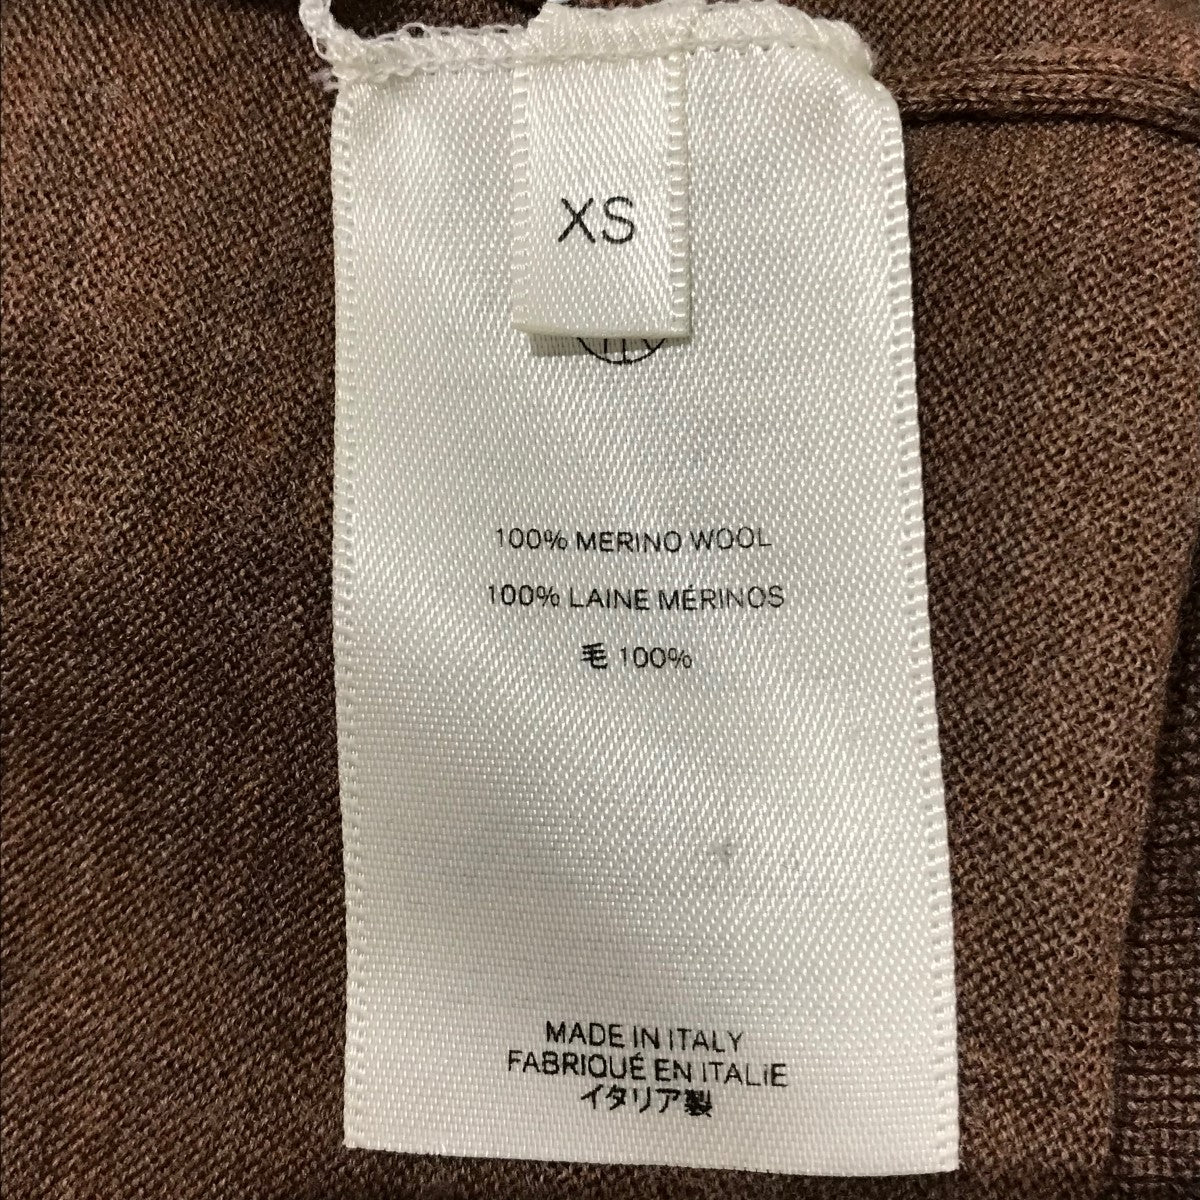 XS
100% MERINO WOOL
100% LAINE MÉRINOS
毛 100%
MADE IN ITALY
FABRIQUÉ EN ITALIE
イタリア製